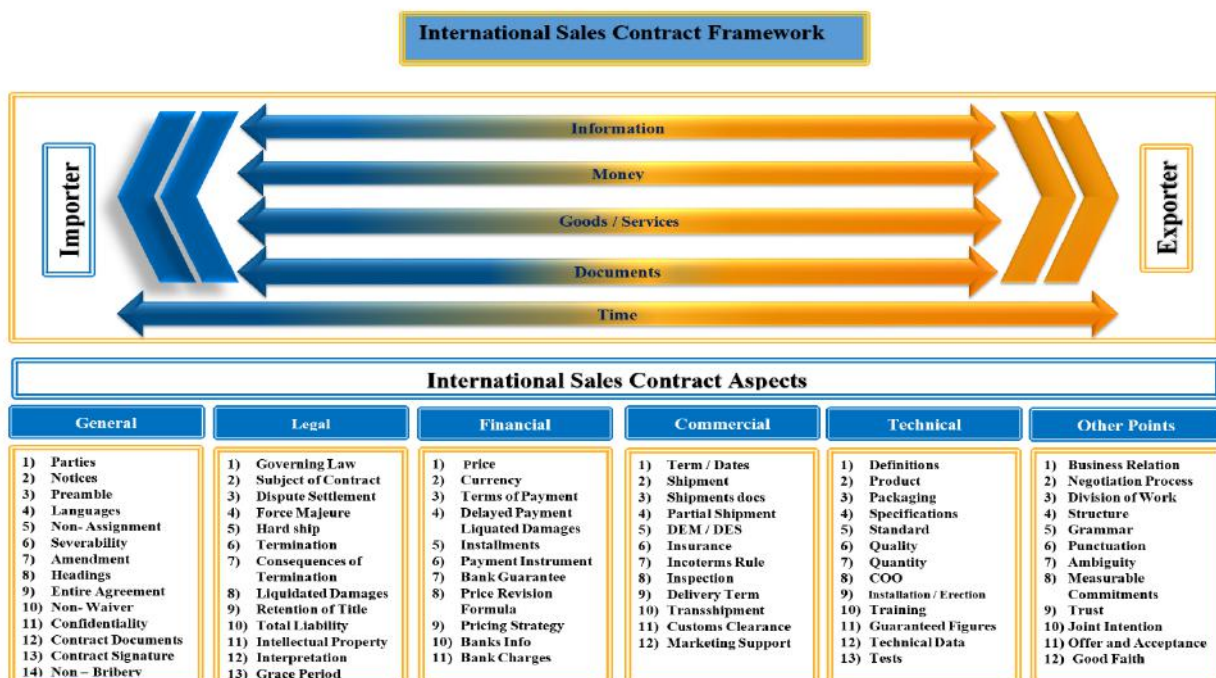 International Sales Contract Framework
Importer
Information
Money
Goods / Services
Documents
Time
Exporter
International Sales Contract Aspects
General
1) Parties
2) Notices
3) Preamble
4) Languages
5) Non- Assignment
6) Severability
7) Amendment
8) Headings
9) Entire Agreement
10) Non- Waiver
11) Confidentiality
12) Contract Documents
13) Contract Signature
14) Non – Bribery
Legal
1) Governing Law
2) Subject of Contract
3) Dispute Settlement
4) Force Majeure
5) Hard ship
6) Termination
7) Consequences of
Termination
8) Liquidated Damages
9) Retention of Title
10) Total Liability
11) Intellectual Property
12) Interpretation
13) Grace Period
Financial
1) Price
2) Currency
3) Terms of Payment
4) Delayed Payment
Liquated Damages
5) Installments
6) Payment Instrument
7) Bank Guarantee
8) Price Revision
Formula
9) Pricing Strategy
10) Banks Info
11) Bank Charges
Commercial
1) Term / Dates
2) Shipment
3) Shipments docs
4) Partial Shipment
5) DEM / DES
6) Insurance
7) Incoterms Rule
8) Inspection
9) Delivery Term
10) Transshipment
11) Customs Clearance
12) Marketing Support
Technical
1) Definitions
2) Product
3) Packaging
4) Specifications
5) Standard
6) Quality
7) Quantity
8) COO
9) Installation / Erection
10) Training
11) Guaranteed Figures
12) Technical Data
13) Tests
Other Points
1) Business Relation
2) Negotiation Process
3) Division of Work
4) Structure
5) Grammar
6) Punctuation
7) Ambiguity
8) Measurable
Commitments
9) Trust
10) Joint Intention
11) Offer and Acceptance
12) Good Faith